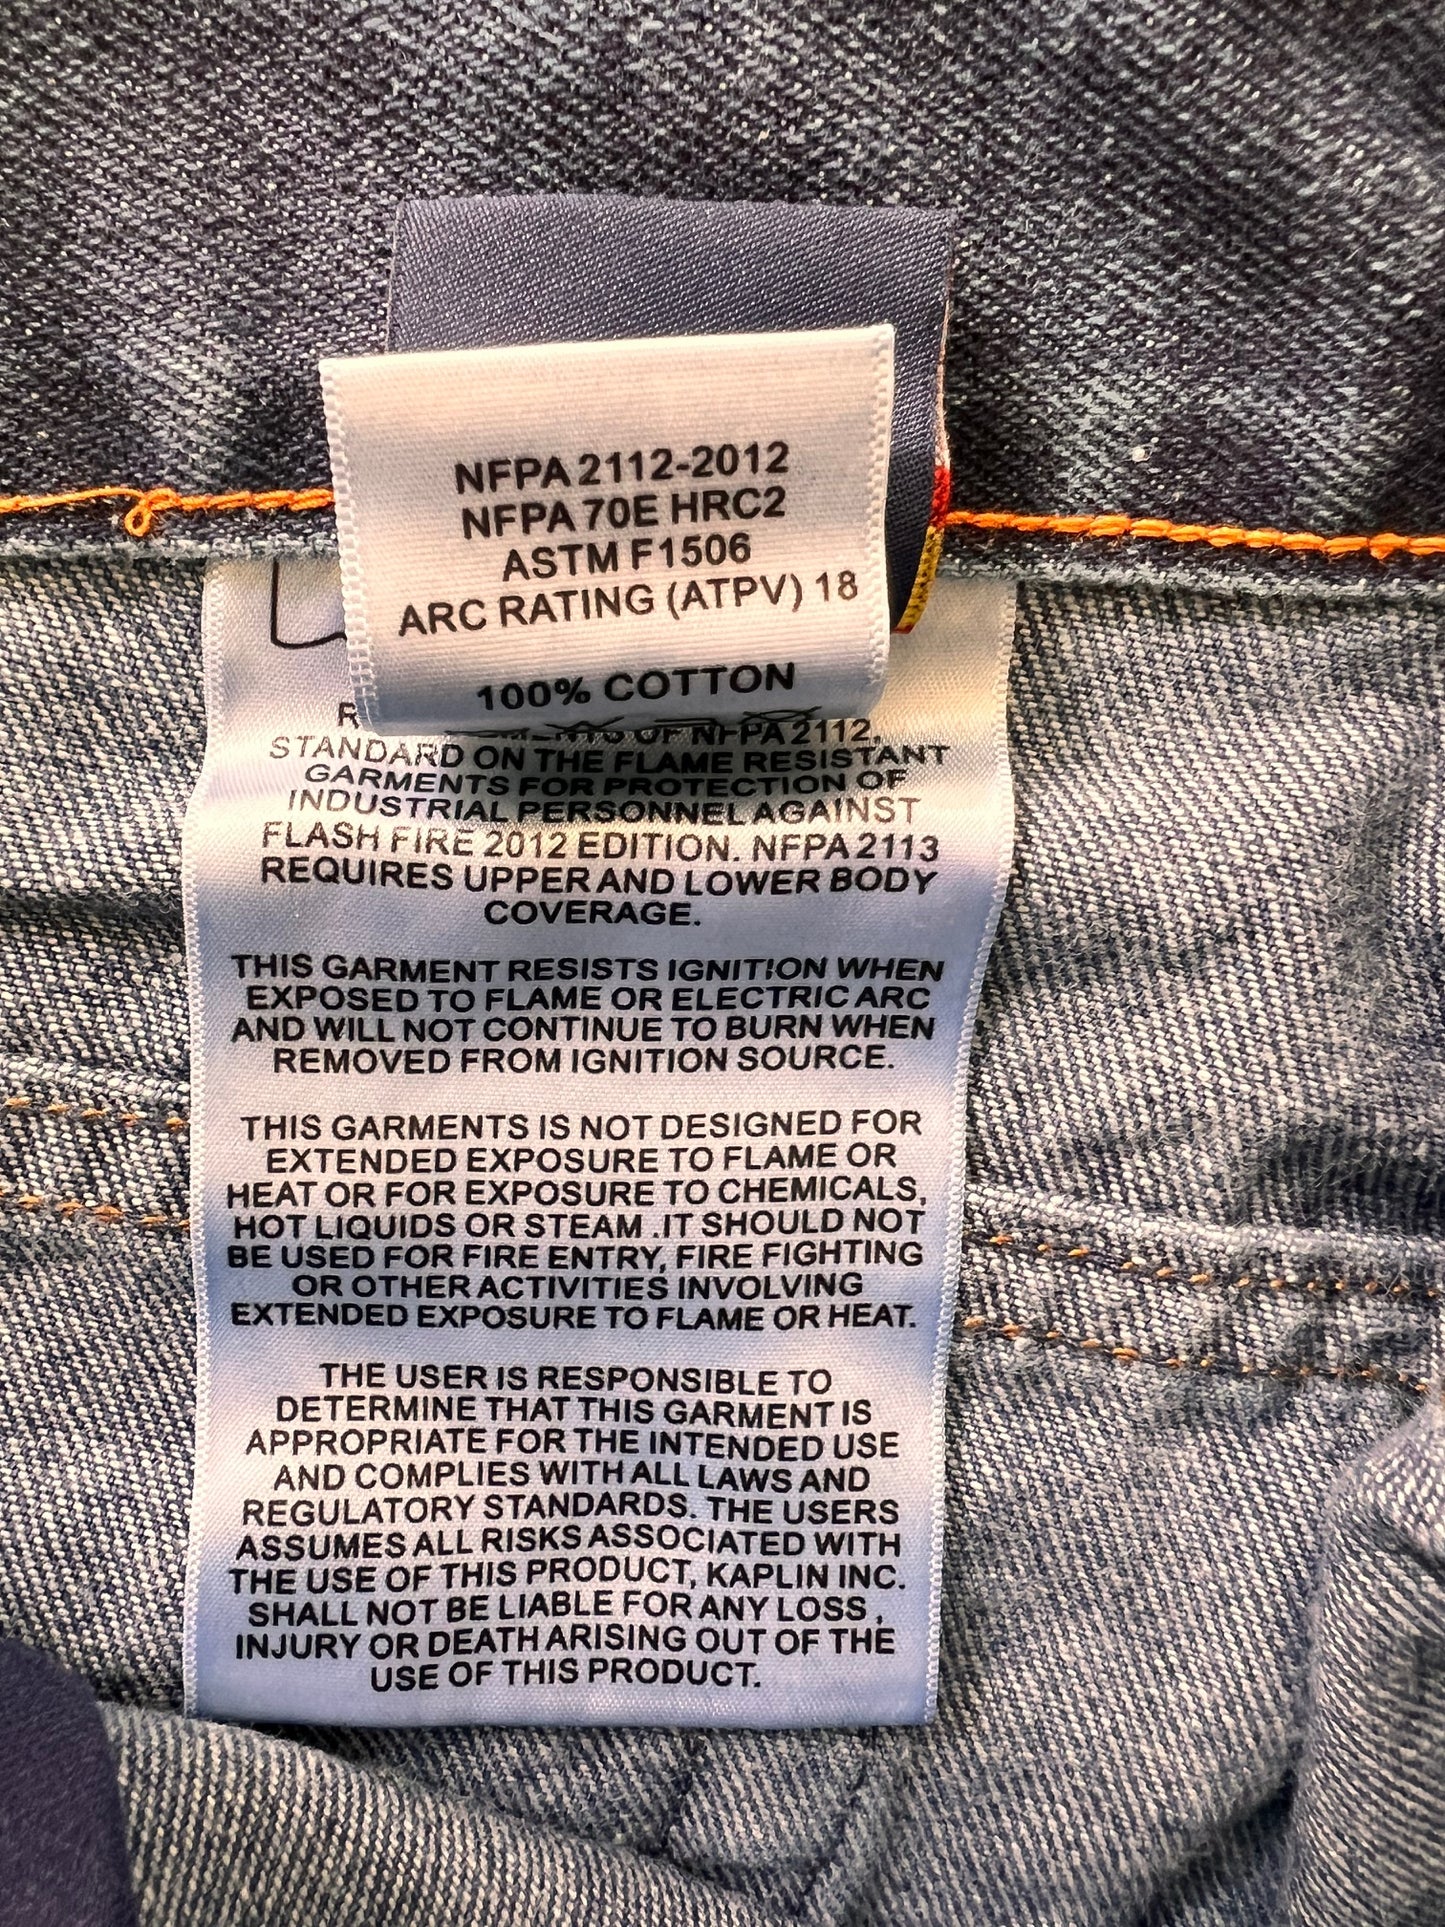 NFPA 2112-2012
NFPA 70E HRC2
ASTM F1506
ARC RATING (ATPV) 18
100% COTTON
OF NFPA 2112,
STANDARD ON THE FLAME RESISTANT
GARMENTS FOR PROTECTION OF
INDUSTRIAL PERSONNEL AGAINST
FLASH FIRE 2012 EDITION. NFPA 2113
REQUIRES UPPER AND LOWER BODY
COVERAGE.
THIS GARMENT RESISTS IGNITION WHEN
EXPOSED TO FLAME OR ELECTRIC ARC
AND WILL NOT CONTINUE TO BURN WHEN
REMOVED FROM IGNITION SOURCE.
THIS GARMENTS IS NOT DESIGNED FOR
EXTENDED EXPOSURE TO FLAME OR
HEAT OR FOR EXPOSURE TO CHEMICALS,
HOT LIQUIDS OR STEAM .IT SHOULD NOT
BE USED FOR FIRE ENTRY, FIRE FIGHTING
OR OTHER ACTIVITIES INVOLVING
EXTENDED EXPOSURE TO FLAME OR HEAT.
THE USER IS RESPONSIBLE TO
DETERMINE THAT THIS GARMENT IS
APPROPRIATE FOR THE INTENDED USE
AND COMPLIES WITH ALL LAWS AND
REGULATORY STANDARDS. THE USERS
ASSUMES ALL RISKS ASSOCIATED WITH
THE USE OF THIS PRODUCT, KAPLIN INC.
SHALL NOT BE LIABLE FOR ANY LOSS ,
INJURY OR DEATH ARISING OUT OF THE
USE OF THIS PRODUCT.